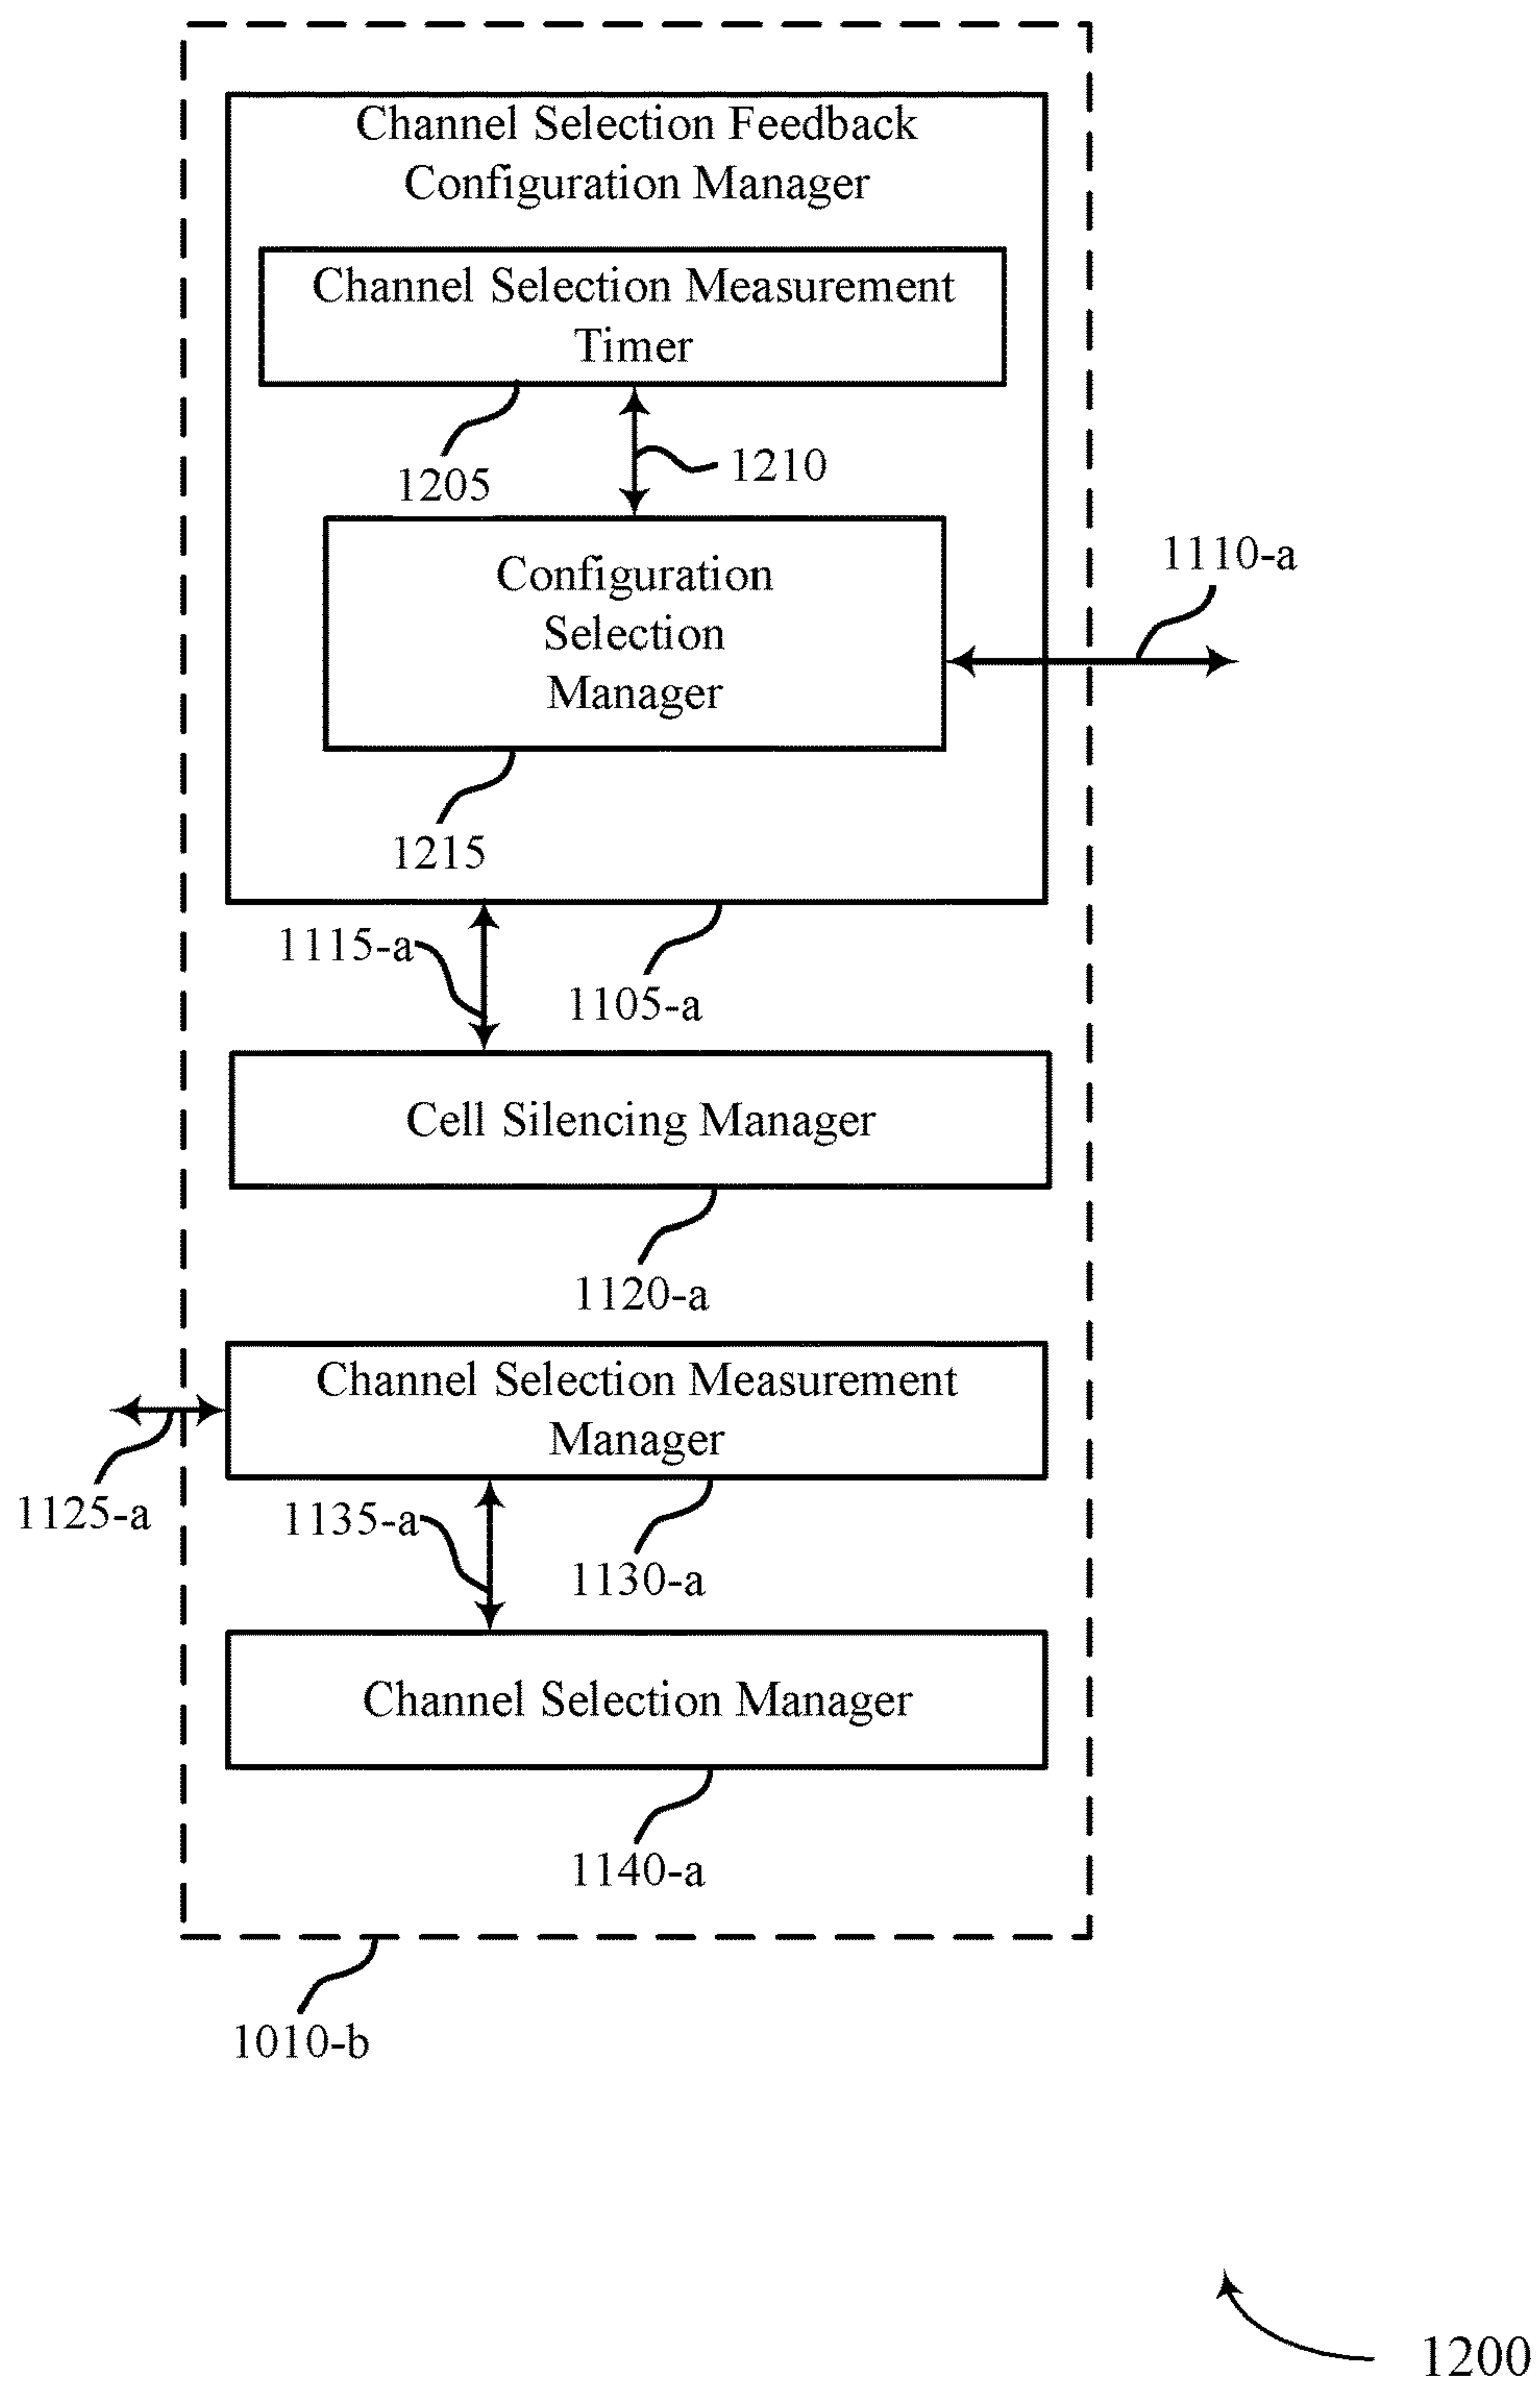 Channel Selection Feedback
Configuration Manager
Channel Selection Measurement
Timer
1205
1210
Configuration
Selection
Manager
1110-a
1215
1115-a
1105-a
Cell Silencing Manager
1120-a
Channel Selection Measurement
Manager
1125-a
1135-a
1130-a
Channel Selection Manager
1140-a
1010-b
1200